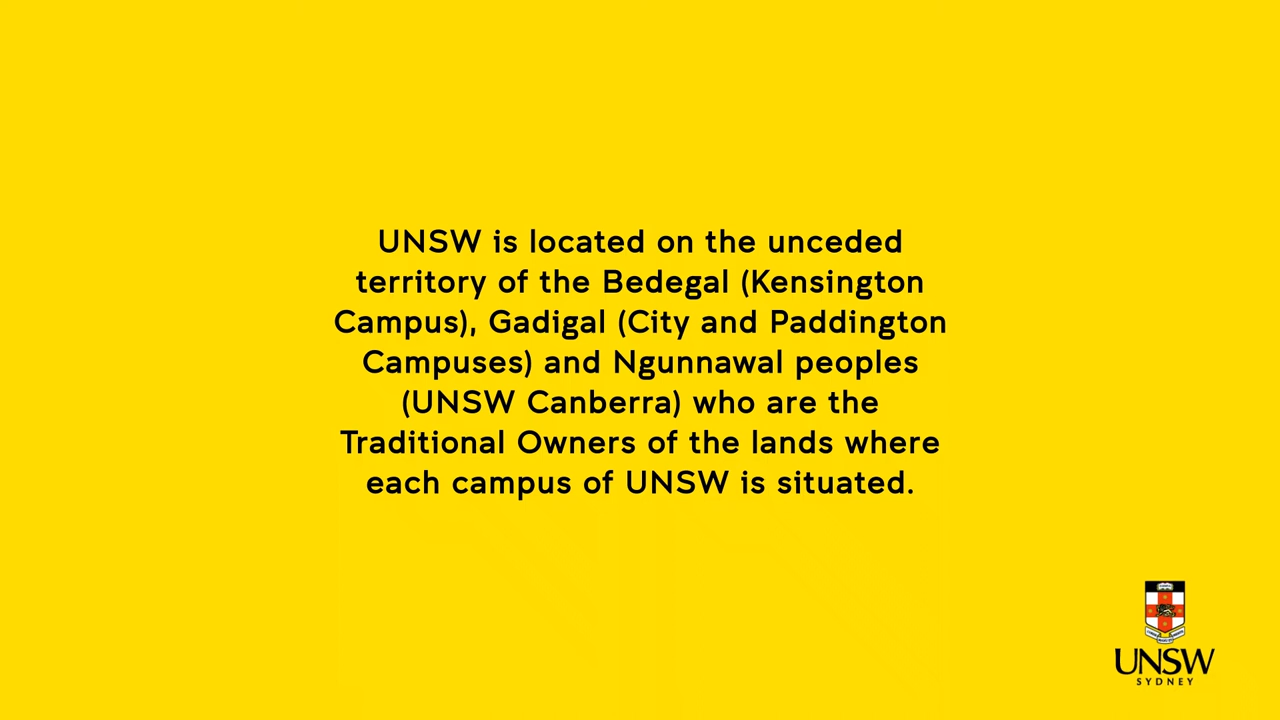 UNSW is located on the unceded
territory of the Bedegal (Kensington
Campus), Gadigal (City and Paddington
Campuses) and Ngunnawal peoples
(UNSW Canberra) who are the
Traditional Owners of the lands where
each campus of UNSW is situated.
UNSW
SYDNEY